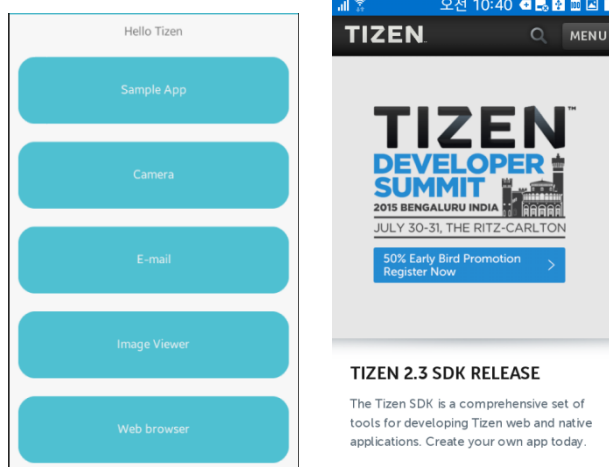 Hello Tizen
Sample App
Camera
E-mail
Image Viewer
Web browser
오전 10:40
TIZEN
MENU
TIZEN™
DEVELOPER
SUMMIT
2015 BENGALURU INDIA
JULY 30-31, THE RITZ-CARLTON
50% Early Bird Promotion
Register Now
TIZEN 2.3 SDK RELEASE
The Tizen SDK is a comprehensive set of
tools for developing Tizen web and native
applications. Create your own app today.